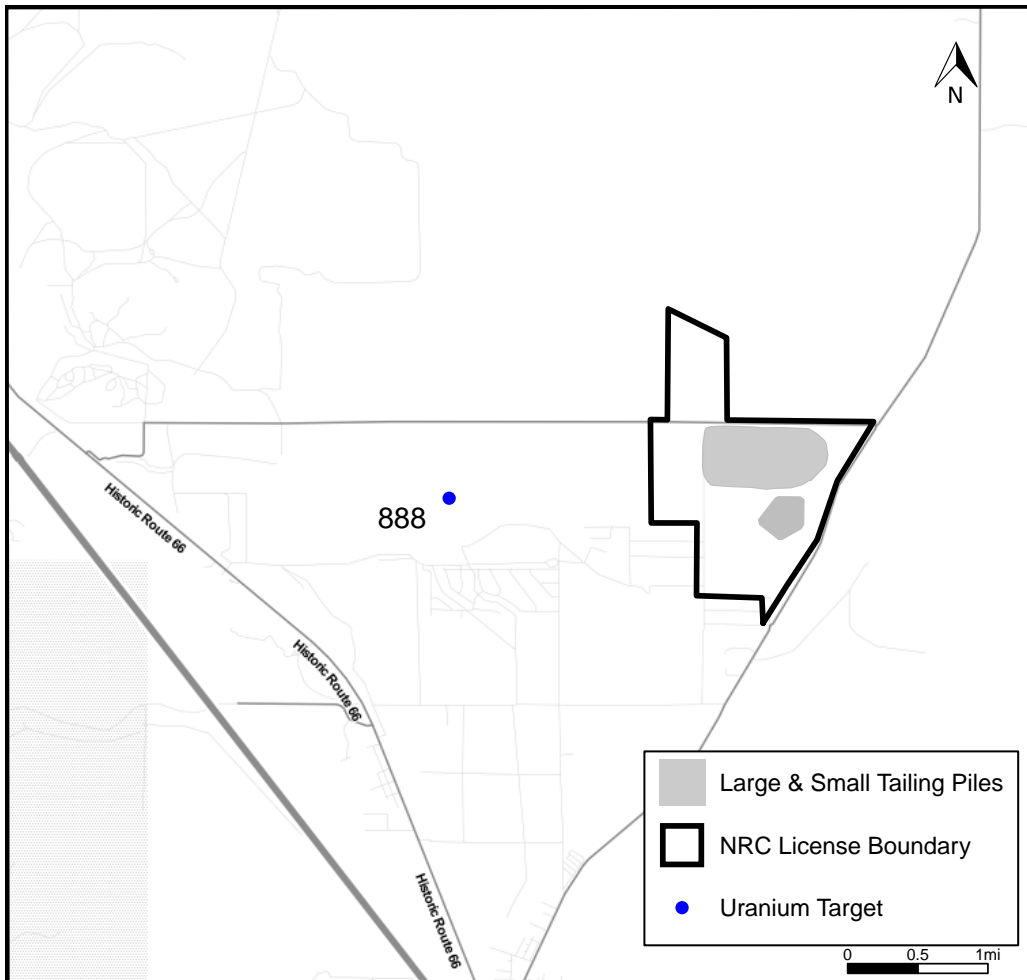 N
888
Historic Route 66
Historic Route 66
Historic Route 66
Large & Small Tailing Piles
NRC License Boundary
Uranium Target
0 0.5 1mi